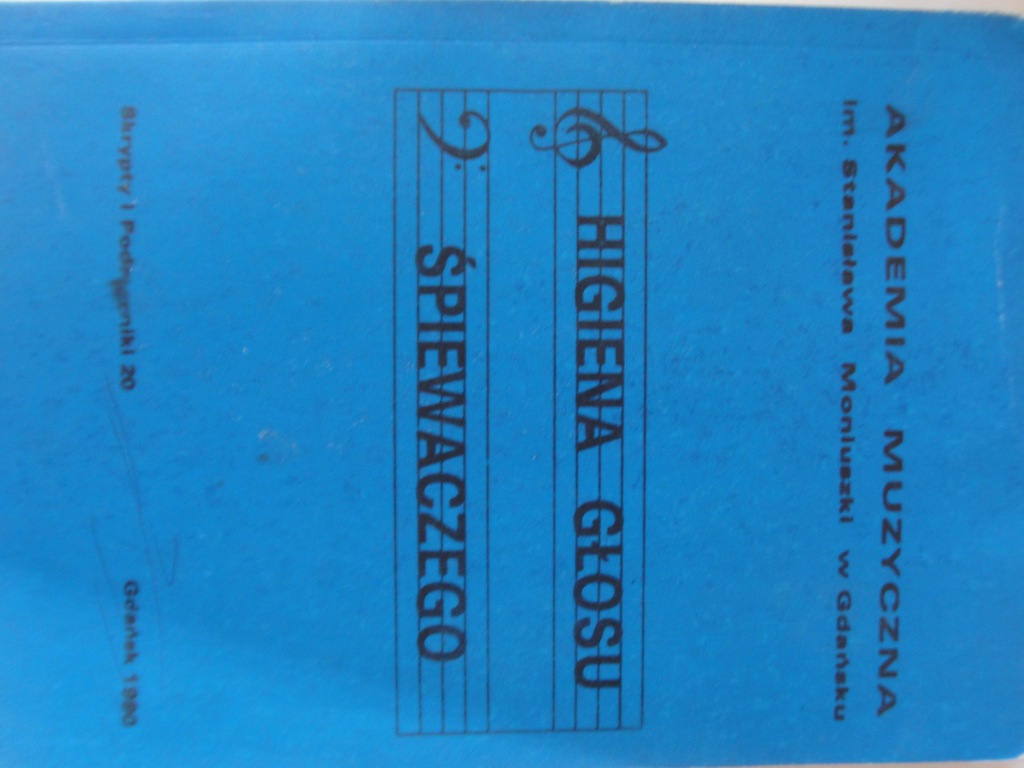 AKADEMIA MUZYCZNA
im. Stanisława Moniuszki w Gdańsku
HIGIENA GŁOSU
ŚPIEWACZEGO
Skrypty i Podręczniki 20 Gdańsk 1990